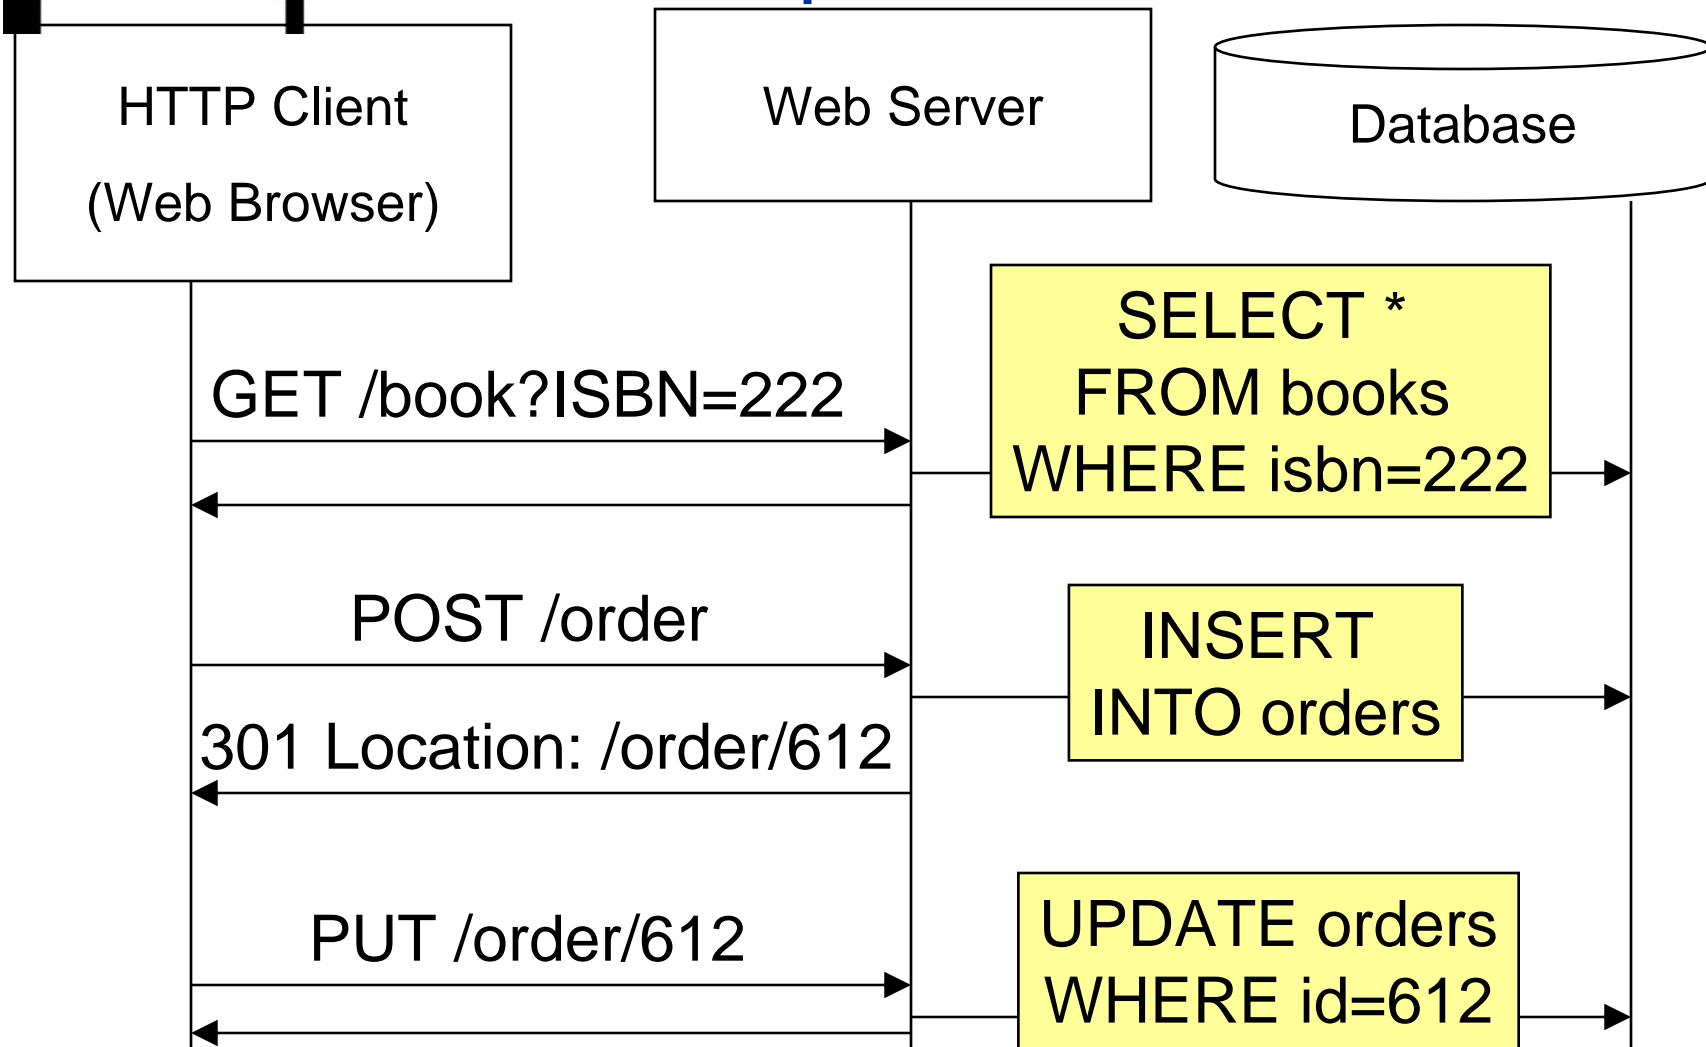 HTTP Client
(Web Browser)
Web Server
Database
GET /book?ISBN=222
SELECT *
FROM books
WHERE isbn=222
POST /order
INSERT
INTO orders
301 Location: /order/612
PUT /order/612
UPDATE orders
WHERE id=612